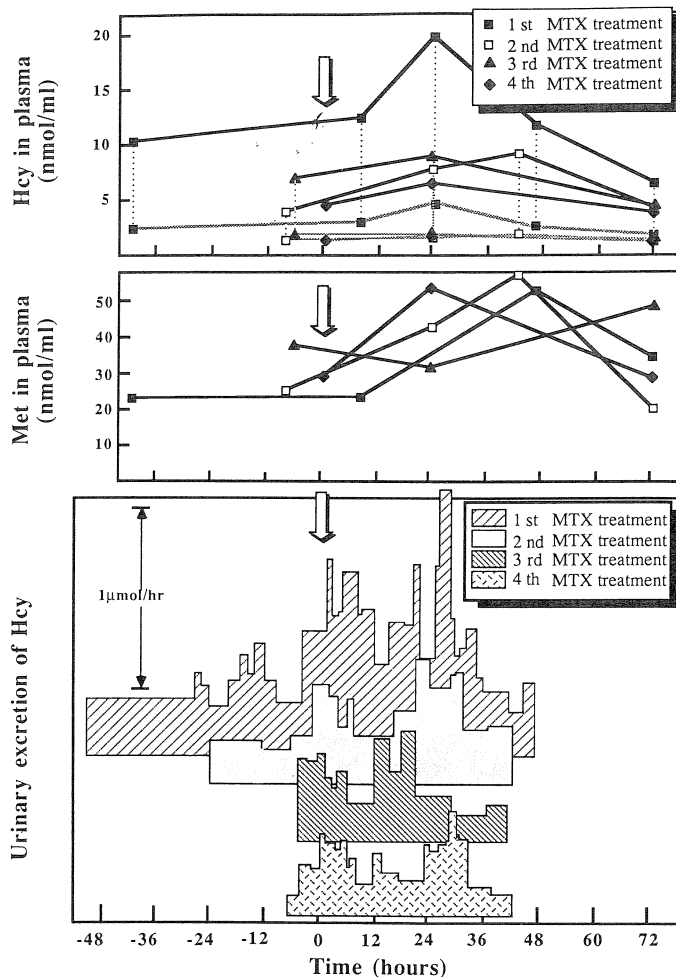 Hcy in plasma
(nmol/ml)
20
15
10
5
1 st MTX treatment
2 nd MTX treatment
3 rd MTX treatment
4 th MTX treatment
Met in plasma
(nmol/ml)
50
40
30
20
10
Urinary excretion of Hcy
1μmol/hr
1 st MTX treatment
2 nd MTX treatment
3 rd MTX treatment
4 th MTX treatment
-48 -36 -24 -12 0 12 24 36 48 60 72
Time (hours)